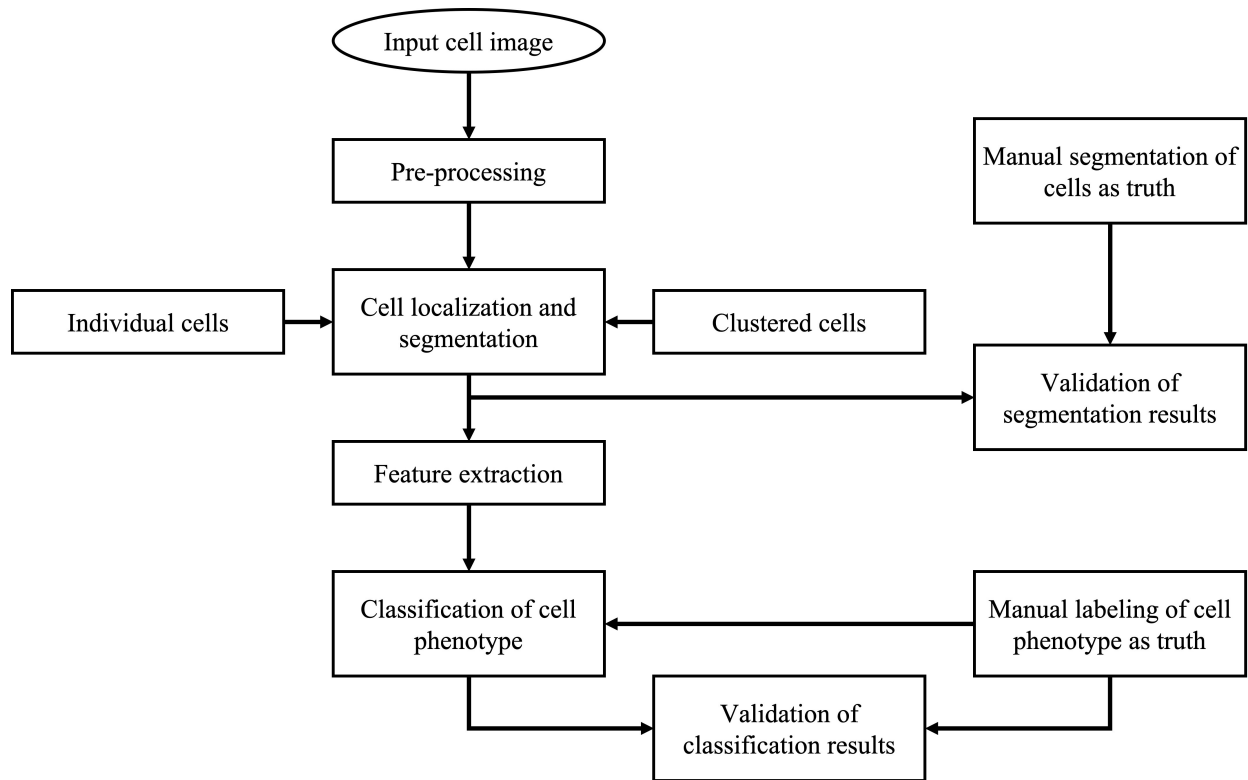 Input cell image
Pre-processing
Manual segmentation of
cells as truth
Individual cells
Cell localization and
segmentation
Clustered cells
Validation of
segmentation results
Feature extraction
Classification of cell
phenotype
Manual labeling of cell
phenotype as truth
Validation of
classification results